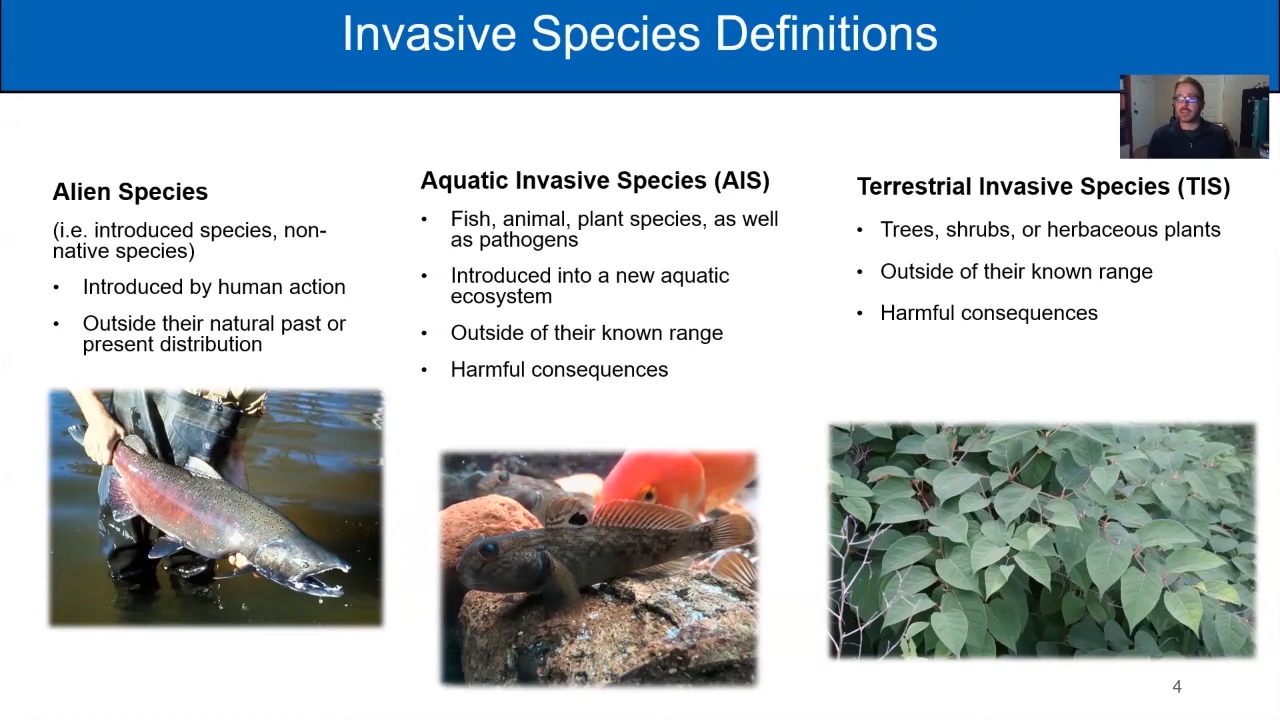 Invasive Species Definitions
Alien Species
(i.e. introduced species, non-
native species)
• Introduced by human action
• Outside their natural past or
present distribution
Aquatic Invasive Species (AIS)
• Fish, animal, plant species, as well
as pathogens
• Introduced into a new aquatic
ecosystem
• Outside of their known range
• Harmful consequences
Terrestrial Invasive Species (TIS)
• Trees, shrubs, or herbaceous plants
• Outside of their known range
• Harmful consequences
4